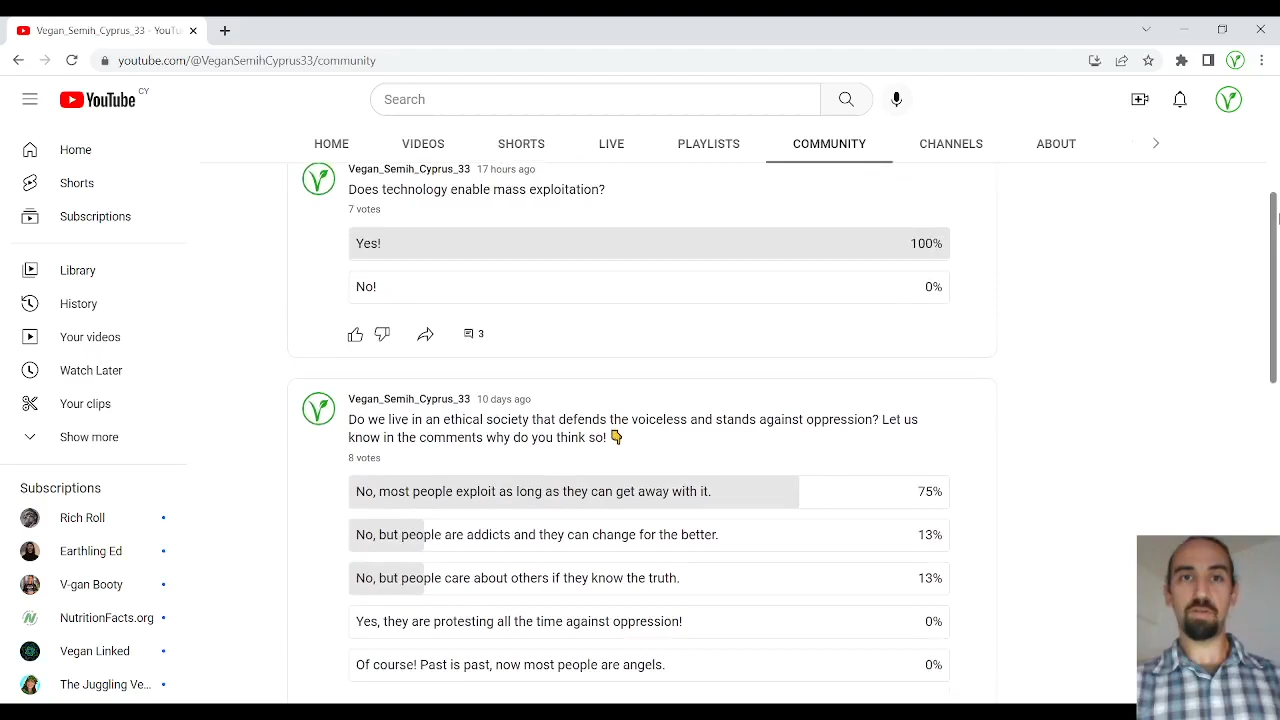 Vegan_Semih_Cyprus_33 - YouTu
youtube.com/@VeganSemihCyprus33/community
YouTube CY
Search
HOME VIDEOS SHORTS LIVE PLAYLISTS COMMUNITY CHANNELS ABOUT
Home
Shorts
Subscriptions
Library
History
Your videos
Watch Later
Your clips
Show more
Subscriptions
Rich Roll
Earthling Ed
V-gan Booty
NutritionFacts.org
Vegan Linked
The Juggling Ve...
Vegan_Semih_Cyprus_33 17 hours ago
Does technology enable mass exploitation?
7 votes
Yes! 100%
No! 0%
3
Vegan_Semih_Cyprus_33 10 days ago
Do we live in an ethical society that defends the voiceless and stands against oppression? Let us
know in the comments why do you think so! 👇
8 votes
No, most people exploit as long as they can get away with it. 75%
No, but people are addicts and they can change for the better. 13%
No, but people care about others if they know the truth. 13%
Yes, they are protesting all the time against oppression! 0%
Of course! Past is past, now most people are angels. 0%